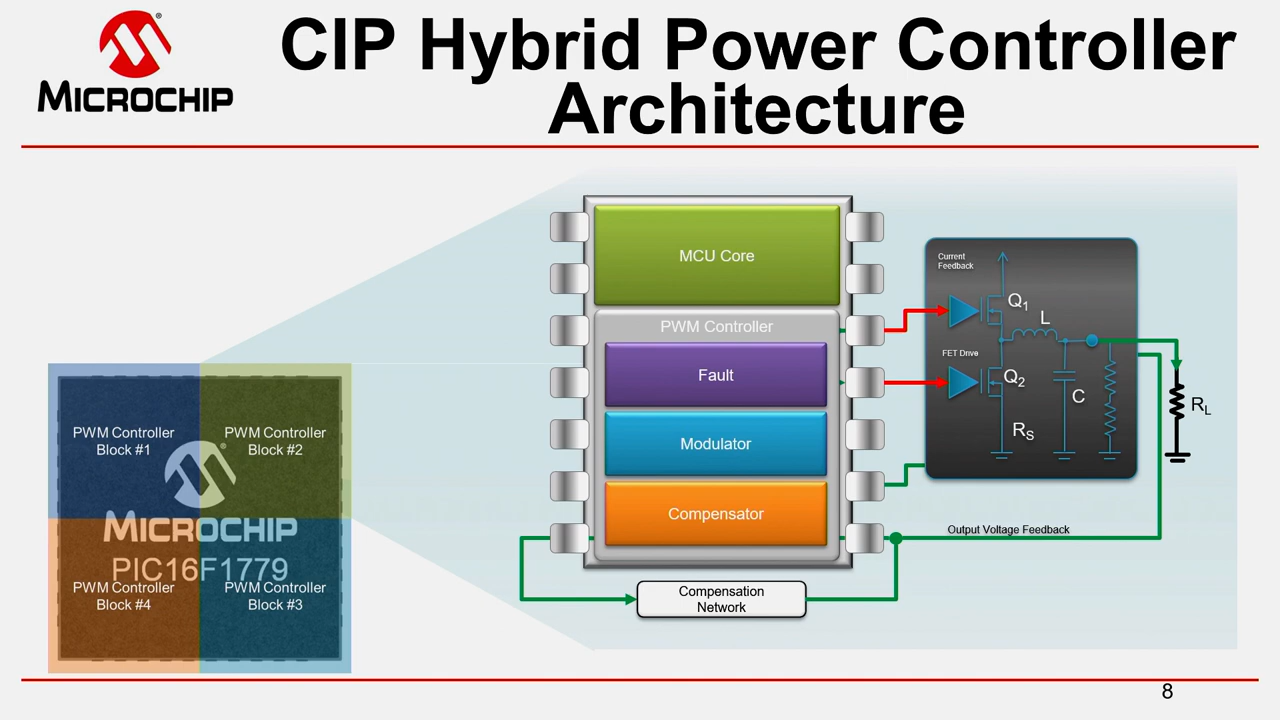 MICROCHIP
CIP Hybrid Power Controller
Architecture
MCU Core
PWM Controller
Fault
Modulator
Compensator
Current
Feedback
Q1
L
FET Drive
Q2
C
RS
RL
Output Voltage Feedback
Compensation
Network
PWM Controller
Block #1
PWM Controller
Block #2
MICROCHIP
PIC16F1779
PWM Controller
Block #4
PWM Controller
Block #3
8